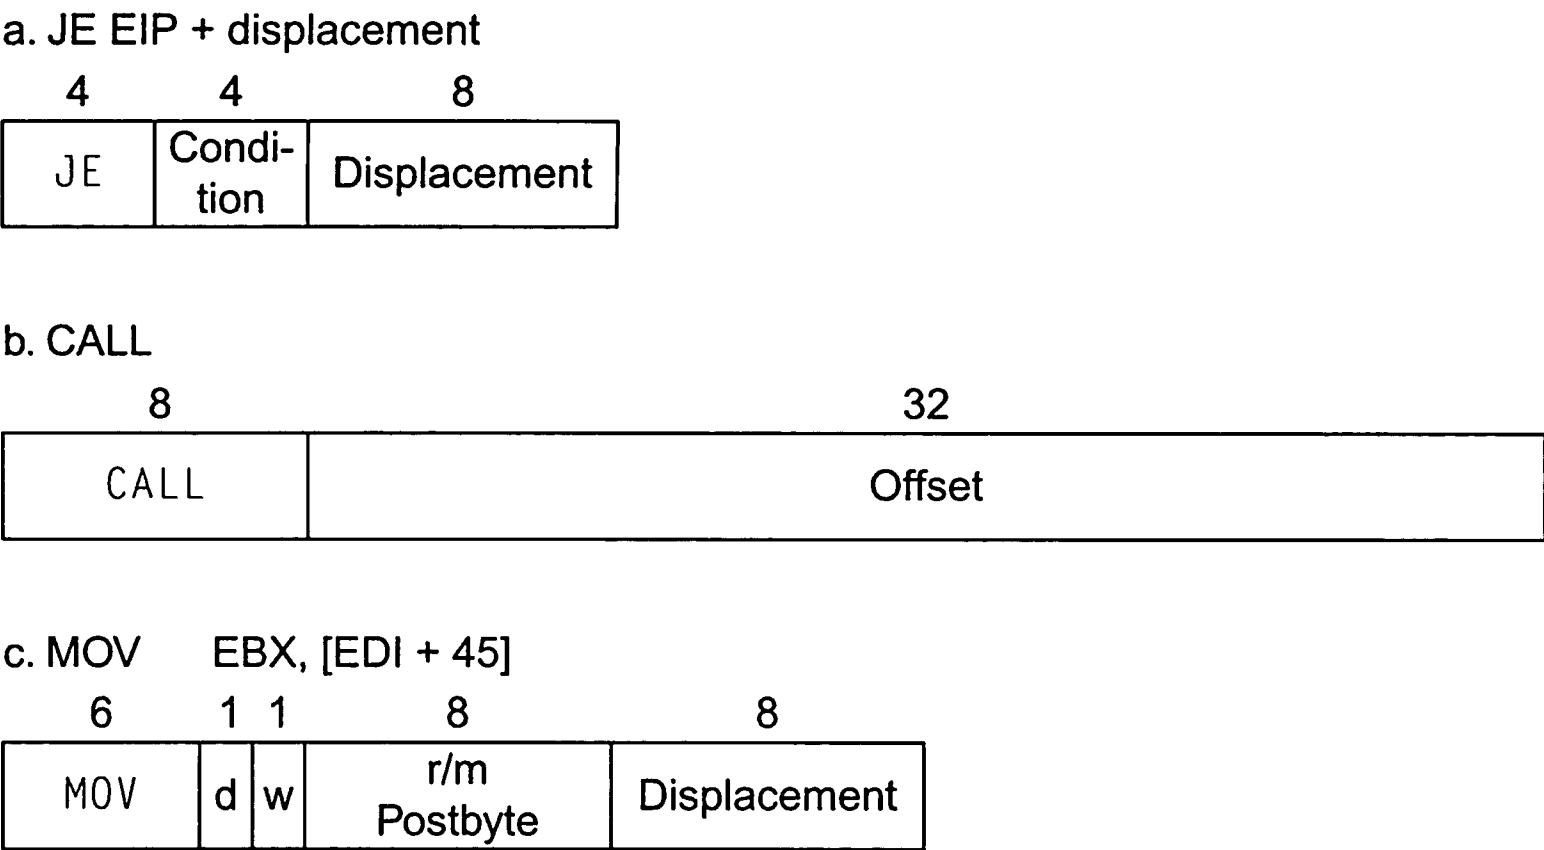 a. JE EIP + displacement
4 4 8
JE Condi-
tion Displacement
b. CALL
8 32
CALL Offset
c. MOV EBX, [EDI + 45]
6 1 1 8 8
MOV d w r/m
Postbyte Displacement